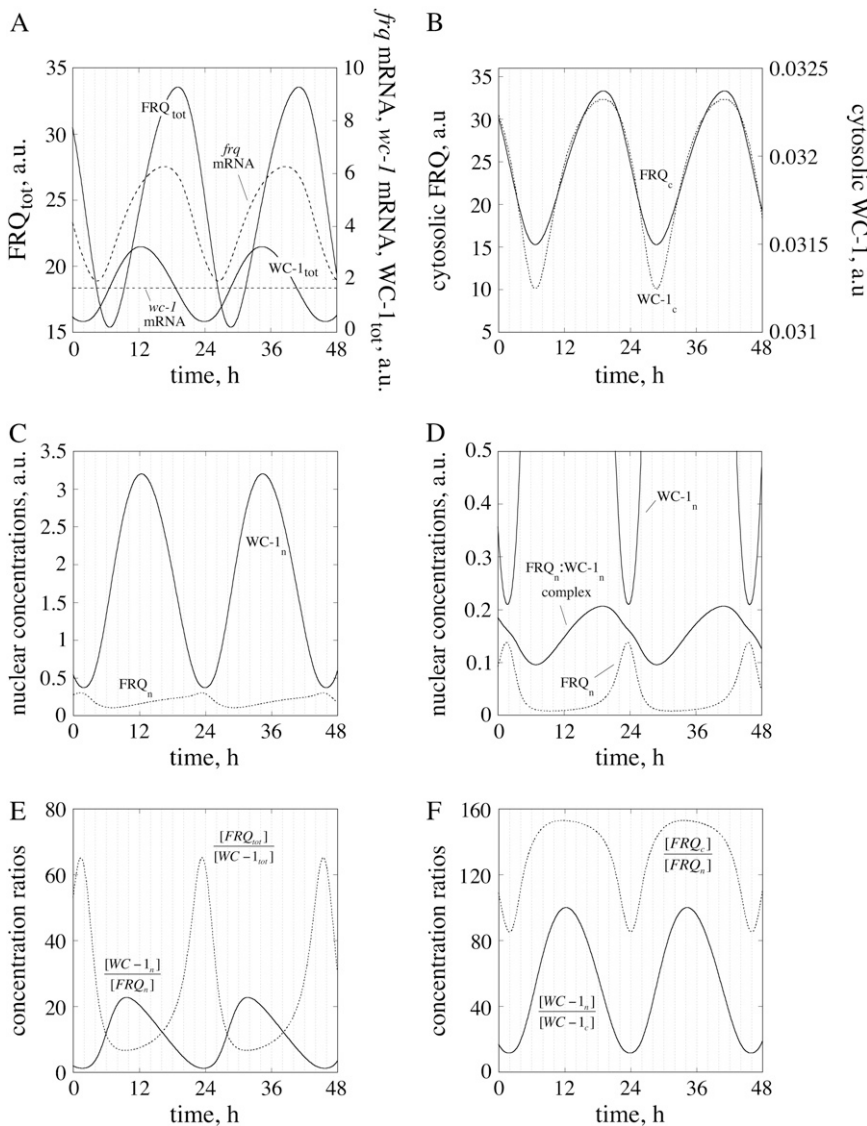 A
FRQtot, a.u.
35
30
25
20
15
10
8
6
4
2
0
frq mRNA, wc-1 mRNA, WC-1tot, a.u.
FRQtot
frq
mRNA
WC-1tot
wc-1
mRNA
0 12 24 36 48
time, h
B
cytosolic FRQ, a.u
35
30
25
20
15
10
5
0.0325
0.032
0.0315
0.031
cytosolic WC-1, a.u
FRQc
WC-1c
0 12 24 36 48
time, h
C
nuclear concentrations, a.u.
3.5
3
2.5
2
1.5
1
0.5
0
WC-1n
FRQn
0 12 24 36 48
time, h
D
nuclear concentrations, a.u.
0.5
0.4
0.3
0.2
0.1
0
WC-1n
FRQn:WC-1n
complex
FRQn
0 12 24 36 48
time, h
E
concentration ratios
80
60
40
20
0
[FRQtot]
[WC-1tot]
[WC-1n]
[FRQn]
0 12 24 36 48
time, h
F
concentration ratios
160
120
80
40
0
[FRQc]
[FRQn]
[WC-1n]
[WC-1c]
0 12 24 36 48
time, h